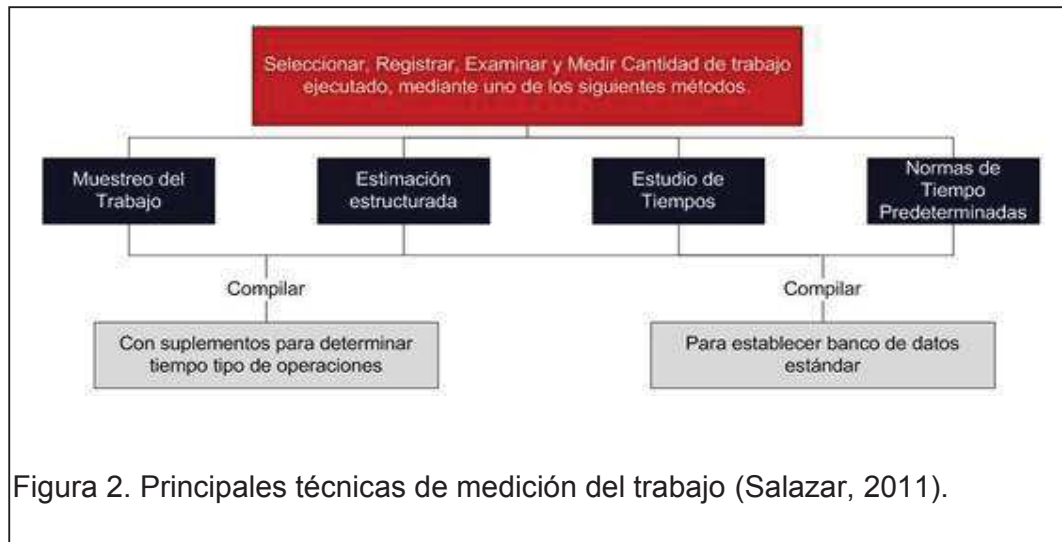 Seleccionar, Registrar, Examinar y Medir Cantidad de trabajo
ejecutado, mediante uno de los siguientes métodos.
Muestreo del
Trabajo
Estimación
estructurada
Estudio de
Tiempos
Normas de
Tiempo
Predeterminadas
Compilar
Compilar
Con suplementos para determinar
tiempo tipo de operaciones
Para establecer banco de datos
estándar
Figura 2. Principales técnicas de medición del trabajo (Salazar, 2011).